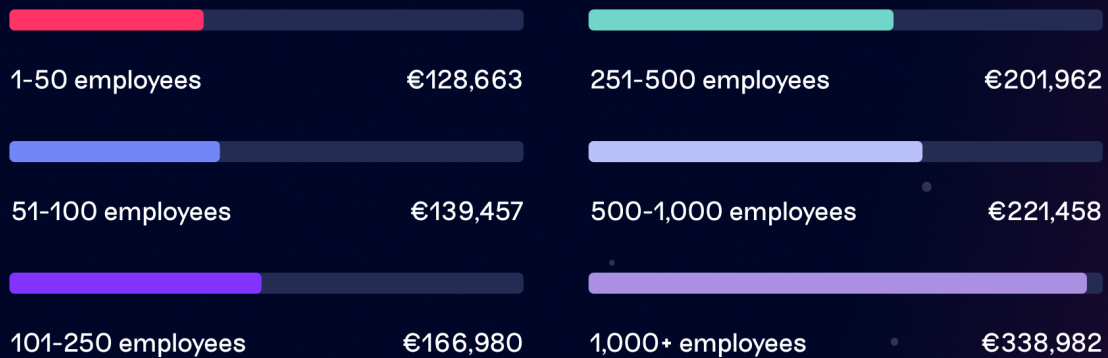 1-50 employees €128,663
251-500 employees €201,962
51-100 employees €139,457
500-1,000 employees €221,458
101-250 employees €166,980
1,000+ employees €338,982